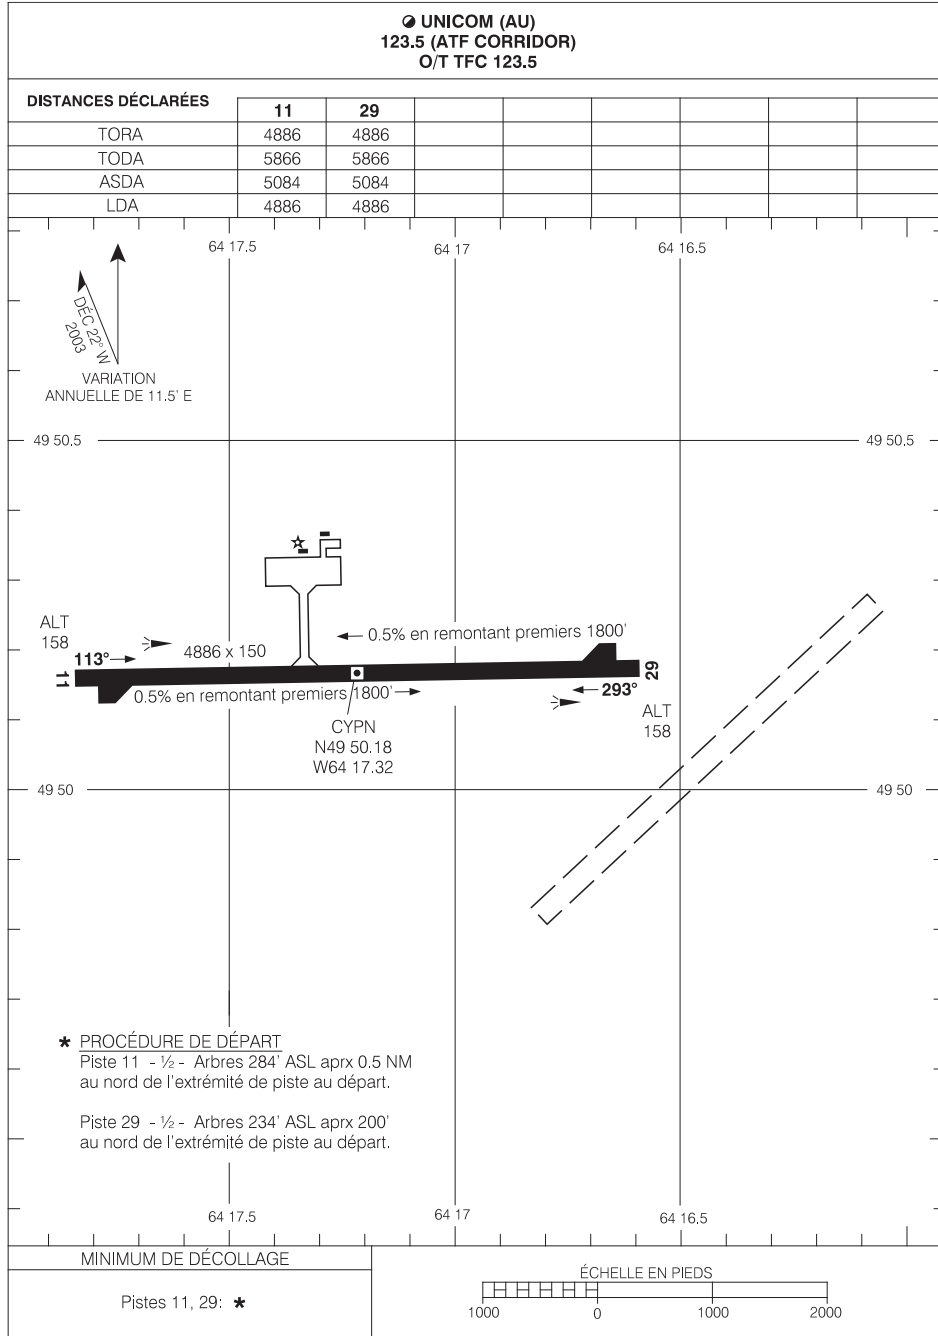 UNICOM (AU)
123.5 (ATF CORRIDOR)
O/T TFC 123.5
DISTANCES DÉCLARÉES 11 29
TORA 4886 4886
TODA 5866 5866
ASDA 5084 5084
LDA 4886 4886
64 17.5 64 17 64 16.5
DÉC 22° W
2003
VARIATION
ANNUELLE DE 11.5' E
49 50.5 49 50.5
ALT
158
113°
11
4886 x 150
0.5% en remontant premiers 1800'
0.5% en remontant premiers 1800'
29
293°
ALT
158
CYPN
N49 50.18
W64 17.32
49 50 49 50
* PROCÉDURE DE DÉPART
Piste 11 - ½ - Arbres 284' ASL aprx 0.5 NM
au nord de l'extrémité de piste au départ.
Piste 29 - ½ - Arbres 234' ASL aprx 200'
au nord de l'extrémité de piste au départ.
64 17.5 64 17 64 16.5
MINIMUM DE DÉCOLLAGE
Pistes 11, 29: *
ÉCHELLE EN PIEDS
1000 0 1000 2000